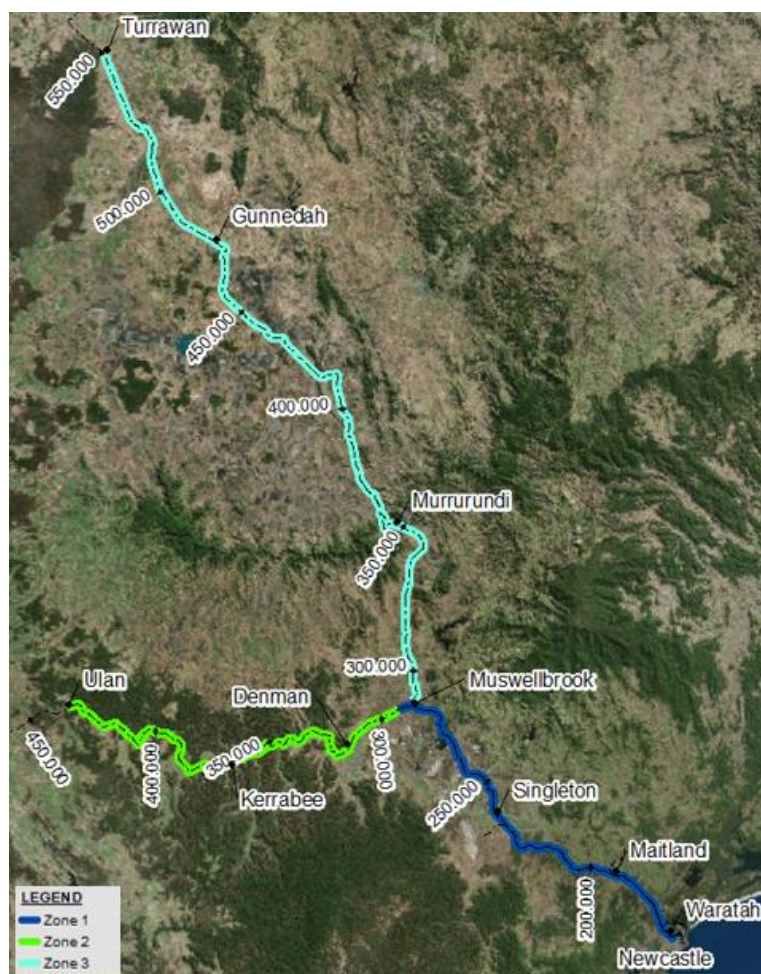 Turrawan
550.000
500.000
Gunnedah
450.000
400.000
Murrurundi
350.000
300.000
Ulan
Denman
Muswellbrook
450.000
400.000
350.000
300.000
Kerrabee
250.000
Singleton
Maitland
200.000
Waratah
Newcastle
LEGEND
Zone 1
Zone 2
Zone 3